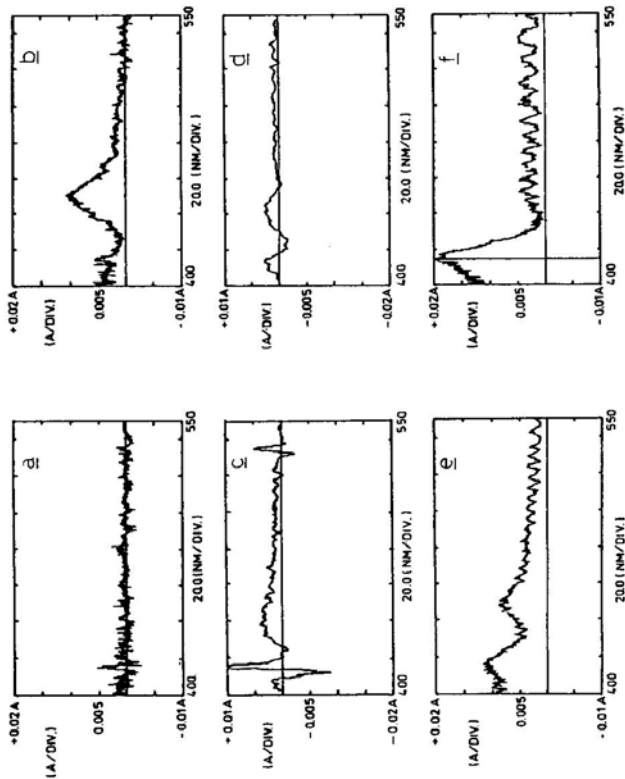 +0.02A
(A/DIV.)
a
0.005
-0.01A
400
20.0(NM/DIV.)
550
+0.02A
(A/DIV.)
b
0.005
-0.01A
400
20.0(NM/DIV.)
550
+0.01A
(A/DIV.)
c
-0.005
-0.02A
400
20.0(NM/DIV.)
550
+0.01A
(A/DIV.)
d
-0.005
-0.02A
400
20.0(NM/DIV.)
550
+0.02A
(A/DIV.)
e
0.005
-0.01A
400
20.0(NM/DIV.)
550
+0.02A
(A/DIV.)
f
0.005
-0.01A
400
20.0(NM/DIV.)
550